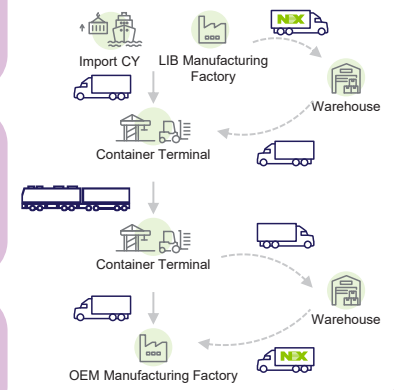 NX
Import CY
LIB Manufacturing
Factory
Warehouse
Container Terminal
Container Terminal
Warehouse
NX
OEM Manufacturing Factory